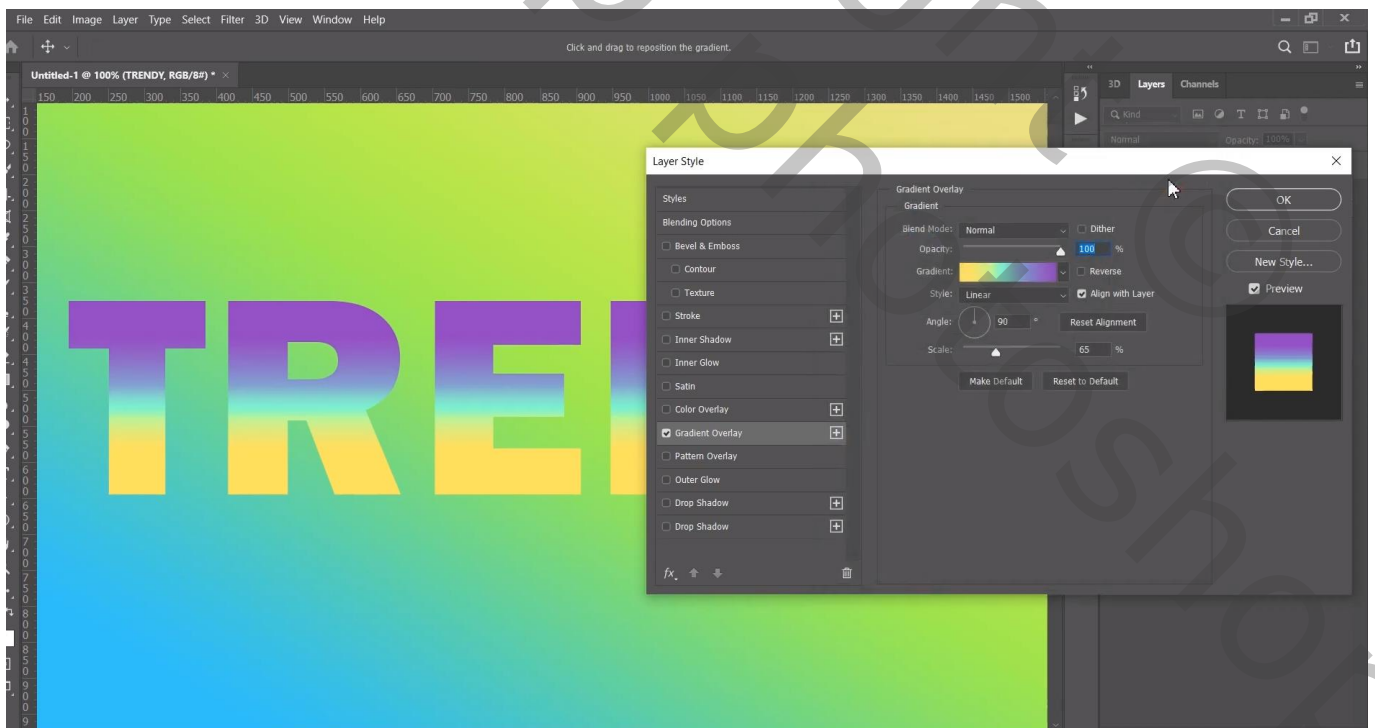 File Edit Image Layer Type Select Filter 3D View Window Help
Click and drag to reposition the gradient.
Untitled-1 @ 100% (TRENDY, RGB/8#) * ×
150 200 250 300 350 400 450 500 550 600 650 700 750 800 850 900 950 1000 1050 1100 1150 1200 1250 1300 1350 1400 1450 1500
3D Layers Channels
Kind
Normal Opacity: 100%
Layer Style
Styles
Blending Options
Bevel & Emboss
Contour
Texture
Stroke
Inner Shadow
Inner Glow
Satin
Color Overlay
Gradient Overlay
Pattern Overlay
Outer Glow
Drop Shadow
Drop Shadow
fx
Gradient Overlay
Gradient
Blend Mode: Normal Dither
Opacity: 100 %
Gradient: Reverse
Style: Linear Align with Layer
Angle: 90 ° Reset Alignment
Scale: 65 %
Make Default Reset to Default
OK
Cancel
New Style...
Preview
TRE